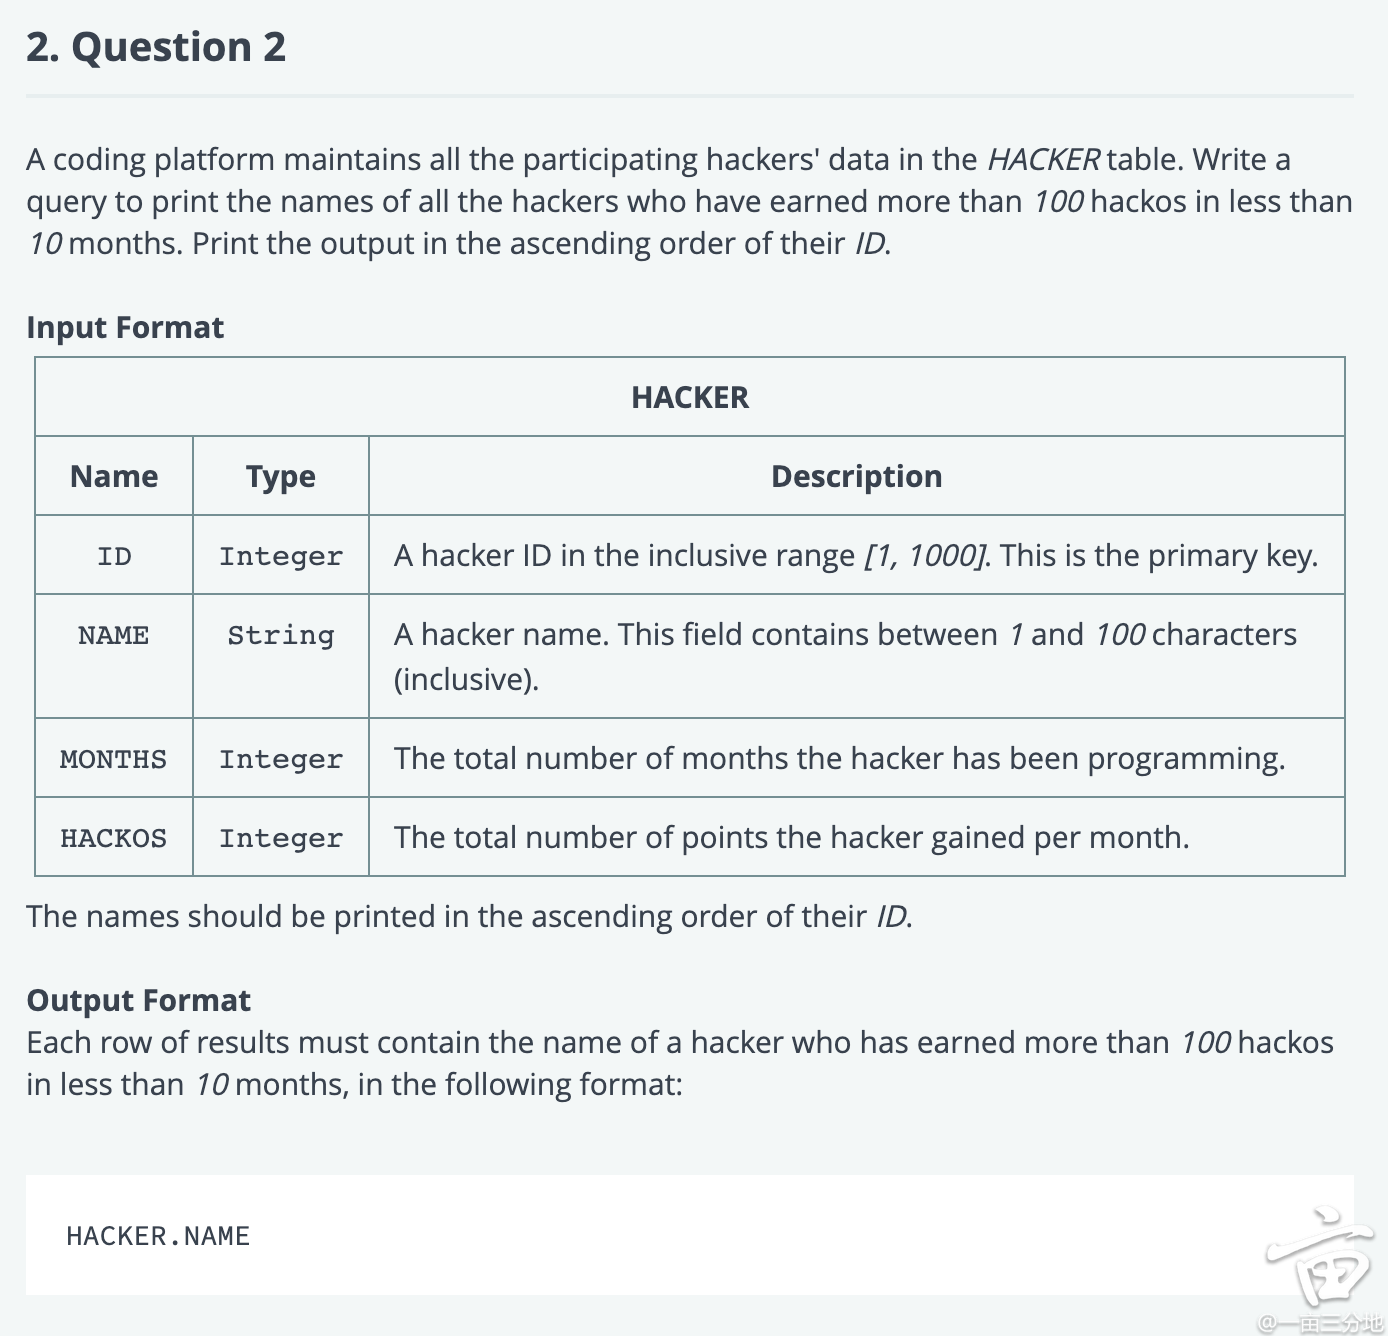 2. Question 2
A coding platform maintains all the participating hackers' data in the HACKER table. Write a
query to print the names of all the hackers who have earned more than 100 hackos in less than
10 months. Print the output in the ascending order of their ID.
Input Format
HACKER
Name Type Description
ID Integer A hacker ID in the inclusive range [1, 1000]. This is the primary key.
NAME String A hacker name. This field contains between 1 and 100 characters
(inclusive).
MONTHS Integer The total number of months the hacker has been programming.
HACKOS Integer The total number of points the hacker gained per month.
The names should be printed in the ascending order of their ID.
Output Format
Each row of results must contain the name of a hacker who has earned more than 100 hackos
in less than 10 months, in the following format:
HACKER.NAME
亩
@一亩三分地